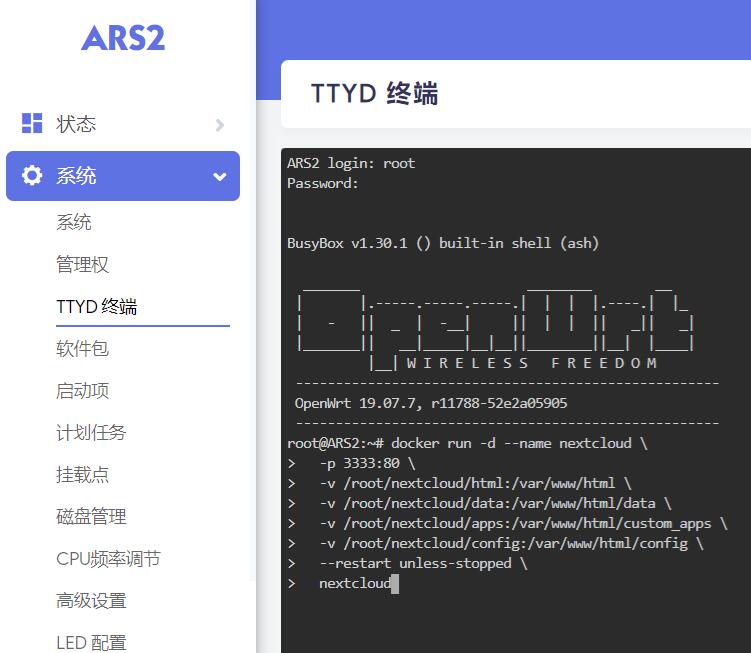 ARS2
状态
系统
系统
管理权
TTYD 终端
软件包
启动项
计划任务
挂载点
磁盘管理
CPU频率调节
高级设置
LED 配置
TTYD 终端
ARS2 login: root
Password:
BusyBox v1.30.1 () built-in shell (ash)
OpenWrt
W I R E L E S S   F R E E D O M
-----------------------------------------------------
OpenWrt 19.07.7, r11788-52e2a05905
-----------------------------------------------------
root@ARS2:~# docker run -d --name nextcloud \
>   -p 3333:80 \
>   -v /root/nextcloud/html:/var/www/html \
>   -v /root/nextcloud/data:/var/www/html/data \
>   -v /root/nextcloud/apps:/var/www/html/custom_apps \
>   -v /root/nextcloud/config:/var/www/html/config \
>   --restart unless-stopped \
>   nextcloud